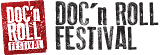 DOC'n
ROLL
FESTIVAL
DOC'n ROLL
FESTIVAL